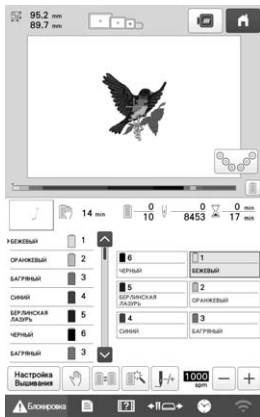 95.2 mm
89.7 mm
14 min
0
10
0
8453
0 min
17 min
БЕЖЕВЫЙ 1
ОРАНЖЕВЫЙ 2
БАГРЯНЫЙ 3
СИНИЙ 4
БЕРЛИНСКАЯ ЛАЗУРЬ 5
ЧЕРНЫЙ 6
БАГРЯНЫЙ 3
6 ЧЕРНЫЙ
1 БЕЖЕВЫЙ
5 БЕРЛИНСКАЯ ЛАЗУРЬ
2 ОРАНЖЕВЫЙ
4 СИНИЙ
3 БАГРЯНЫЙ
Настройка
Вышивания
1000
spm
− +
Блокировка